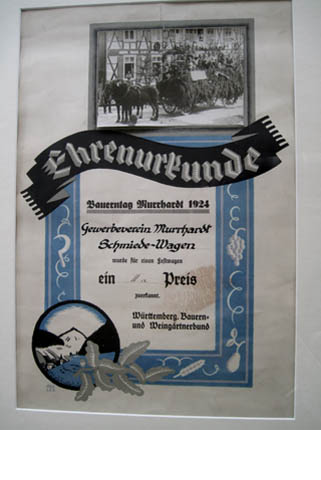 Ehrenurkunde
Bauerntag Murrhardt 1924
Gewerbeverein Murrhardt
Schmiede-Wagen
wurde für einen Festwagen
ein Preis
zuerkannt.
Württemberg. Bauern-
und Weingärtnerbund